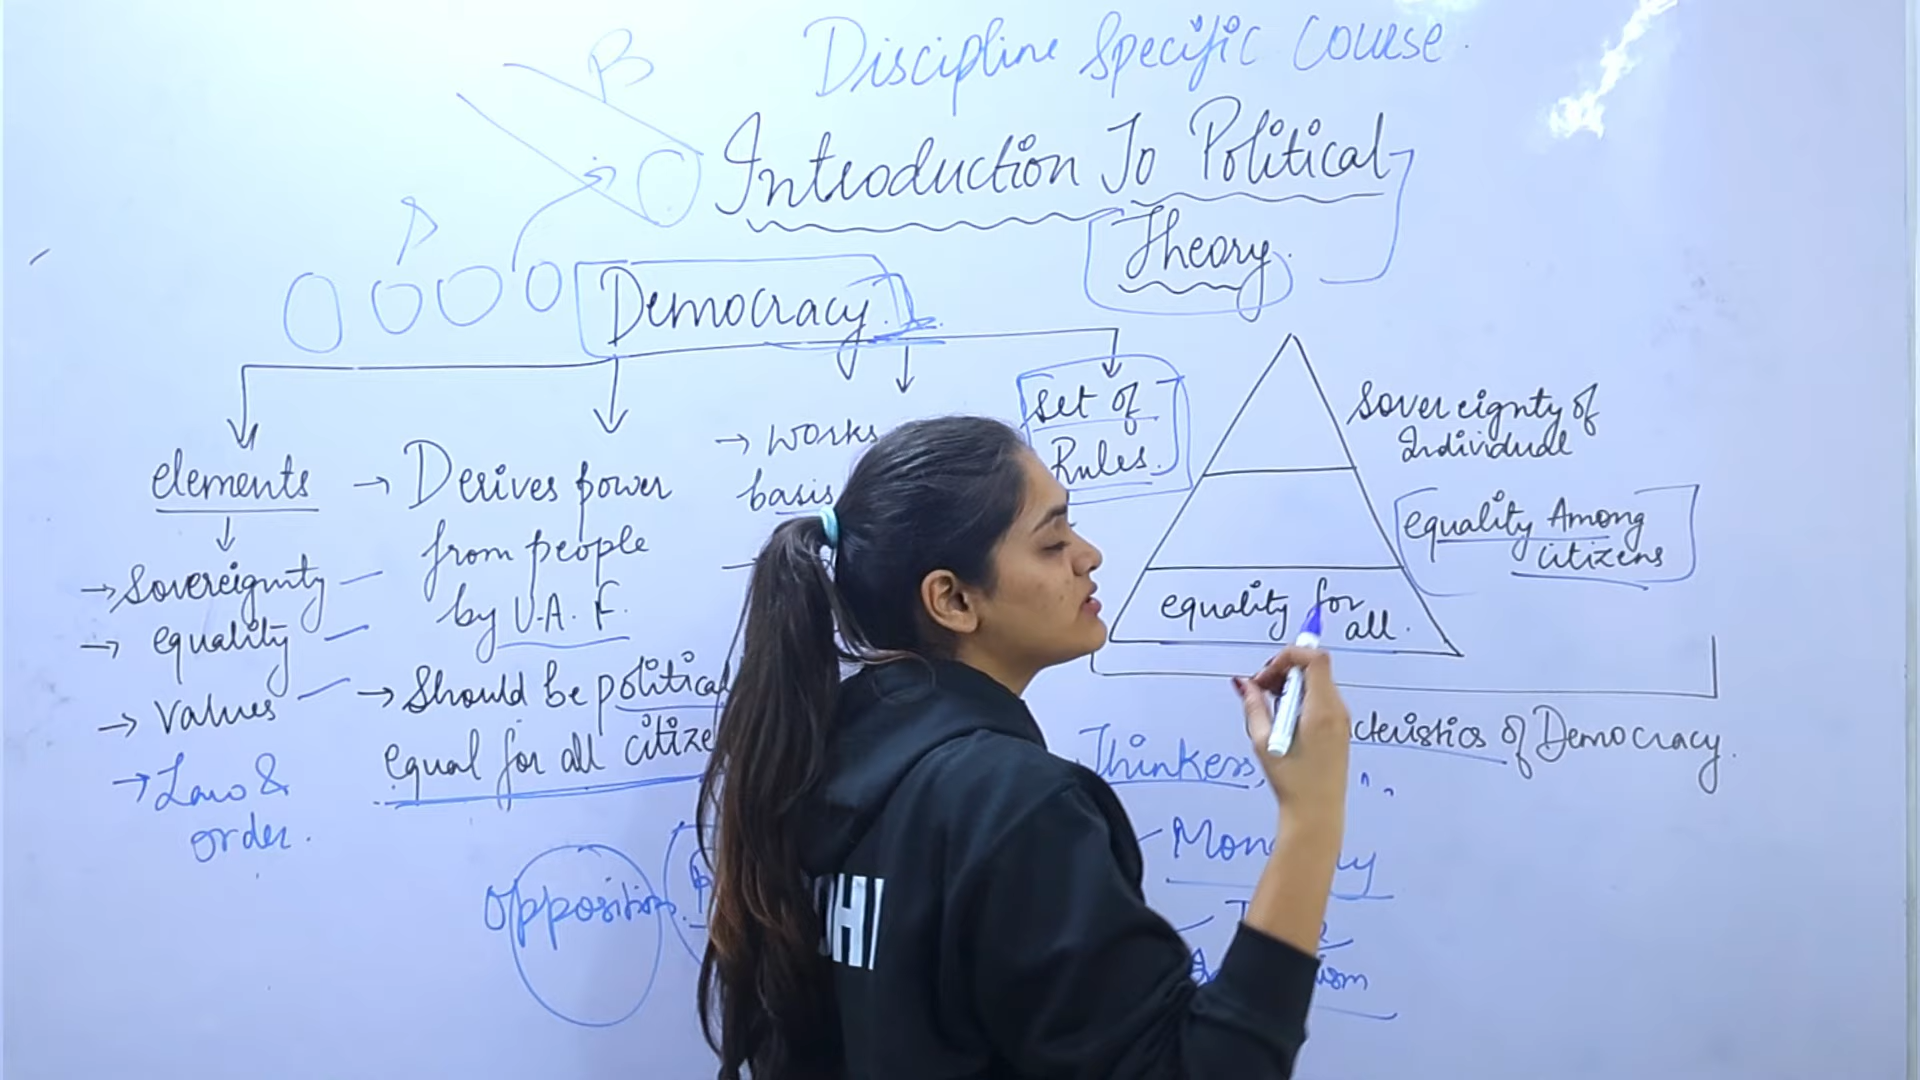 Discipline Specific Course.
B
Introduction To Political
Theory.
A
Democracy.
elements
→ Sovereignty
→ equality
→ Values
→ Law &
order.
→ Derives power
from people
by U.A.F.
→ Should be political
equal for all
→ works
basis
Set of
Rules.
Sovereignty of
Individual
equality Among
citizens
equality for
all.
of Democracy.
Opposition
Thinkers